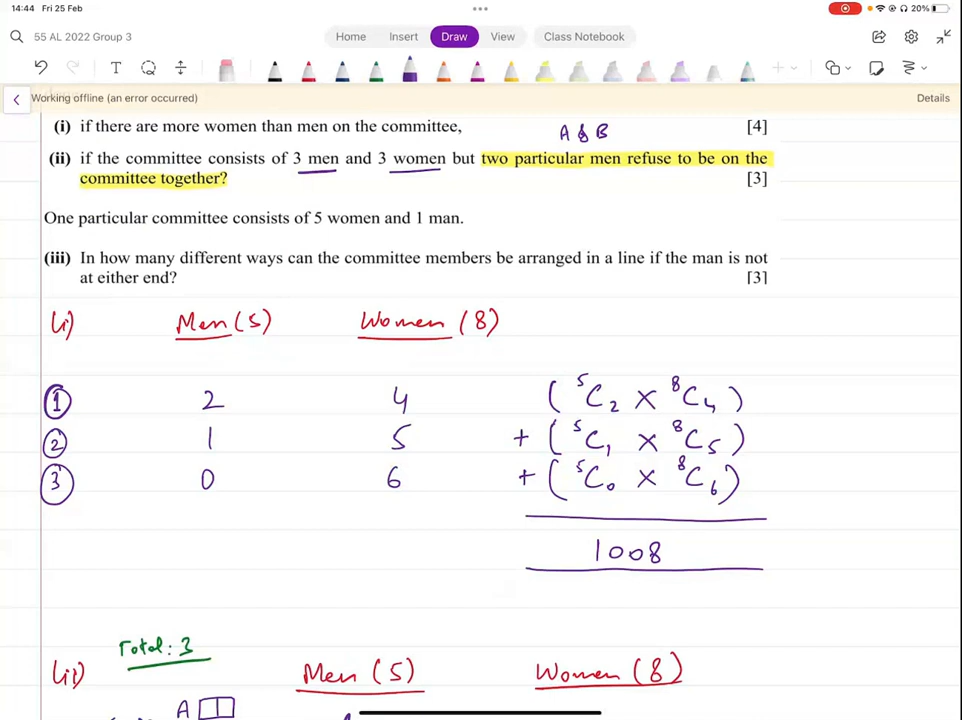 14:44 Fri 25 Feb 20%
55 AL 2022 Group 3 Home Insert Draw View Class Notebook
Working offline (an error occurred) Details
(i) if there are more women than men on the committee, [4]
A & B
(ii) if the committee consists of 3 men and 3 women but two particular men refuse to be on the
committee together? [3]
One particular committee consists of 5 women and 1 man.
(iii) In how many different ways can the committee members be arranged in a line if the man is not
at either end? [3]
(i) Men (5) Women (8)
① 2 4 (⁵C₂ × ⁸C₄)
② 1 5 + (⁵C₁ × ⁸C₅)
③ 0 6 + (⁵C₀ × ⁸C₆)
1008
Total: 3
(ii) Men (5) Women (8)
A